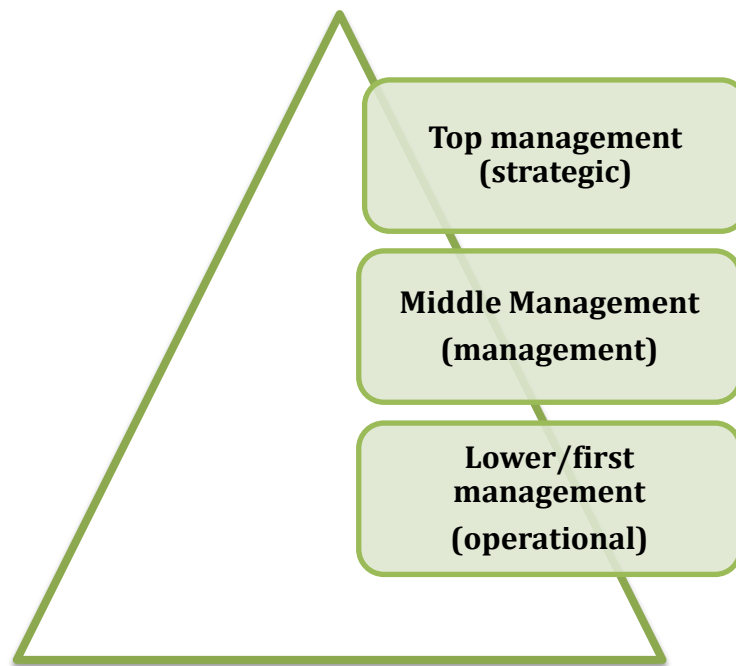 Top management
(strategic)
Middle Management
(management)
Lower/first
management
(operational)